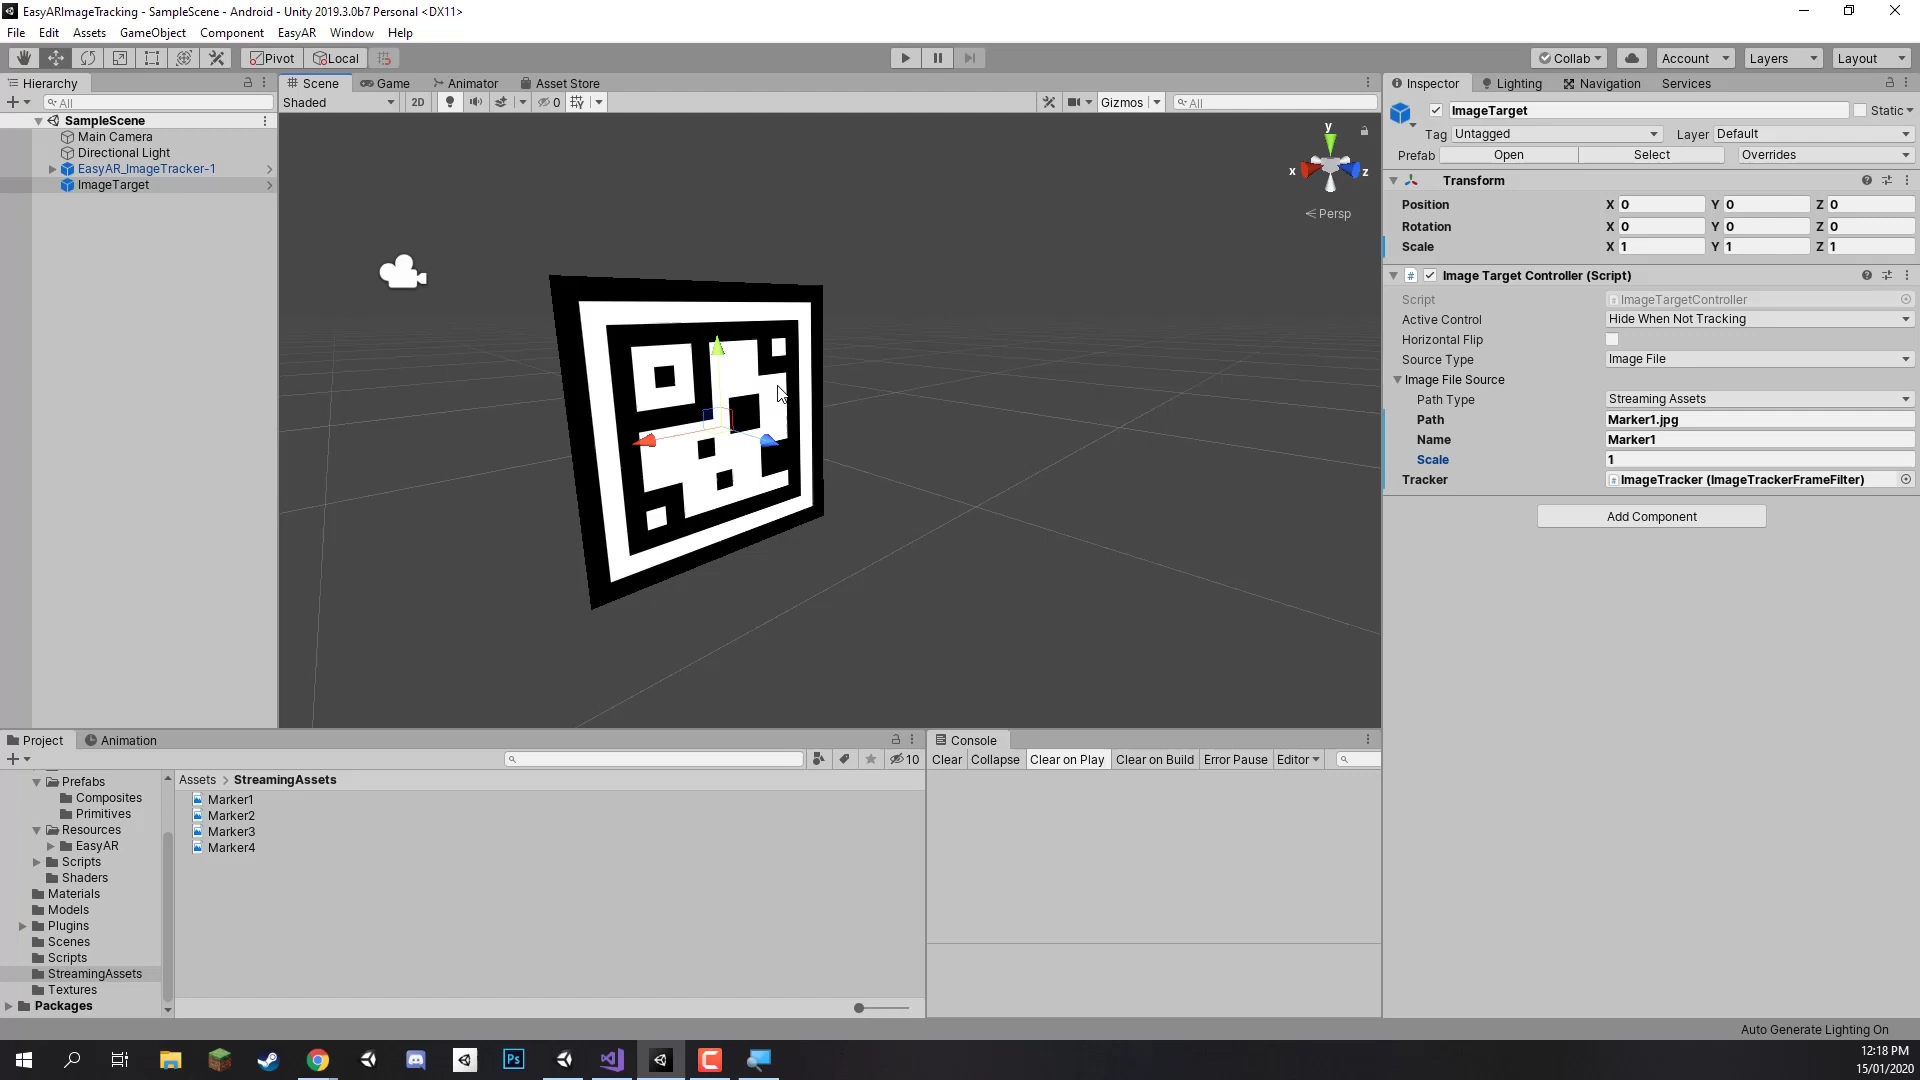 EasyARImageTracking - SampleScene - Android - Unity 2019.3.0b7 Personal <DX11>
File Edit Assets GameObject Component EasyAR Window Help
Pivot Local Collab Account Layers Layout
Hierarchy
All
SampleScene
Main Camera
Directional Light
EasyAR_ImageTracker-1
ImageTarget
Scene Game Animator Asset Store
Shaded 2D 0 Gizmos All
y
x z
Persp
Inspector Lighting Navigation Services
ImageTarget Static
Tag Untagged Layer Default
Prefab Open Select Overrides
Transform
Position X 0 Y 0 Z 0
Rotation X 0 Y 0 Z 0
Scale X 1 Y 1 Z 1
# Image Target Controller (Script)
Script ImageTargetController
Active Control Hide When Not Tracking
Horizontal Flip
Source Type Image File
Image File Source
Path Type Streaming Assets
Path Marker1.jpg
Name Marker1
Scale 1
Tracker ImageTracker (ImageTrackerFrameFilter)
Add Component
Project Animation
10
Prefabs
Composites
Primitives
Resources
EasyAR
Scripts
Shaders
Materials
Models
Plugins
Scenes
Scripts
StreamingAssets
Textures
Packages
Assets > StreamingAssets
Marker1
Marker2
Marker3
Marker4
Console
Clear Collapse Clear on Play Clear on Build Error Pause Editor
Auto Generate Lighting On
Ps
12:18 PM
15/01/2020